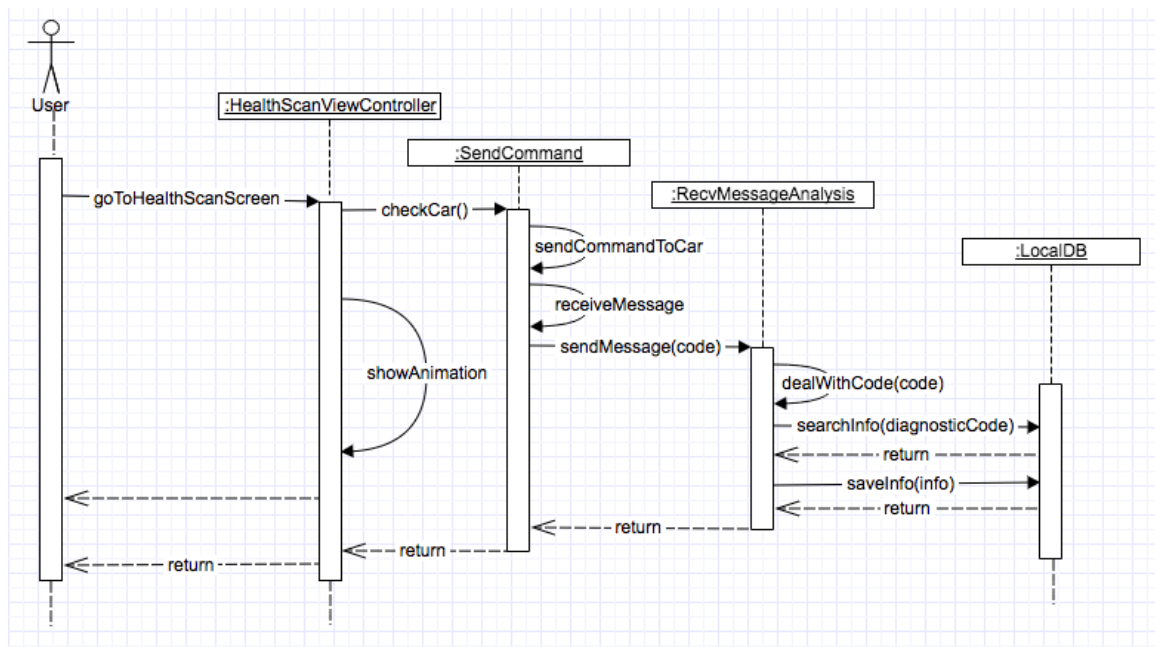 User
:HealthScanViewController
:SendCommand
:RecvMessageAnalysis
:LocalDB
goToHealthScanScreen
checkCar()
sendCommandToCar
receiveMessage
sendMessage(code)
showAnimation
dealWithCode(code)
searchInfo(diagnosticCode)
return
saveInfo(info)
return
return
return
return